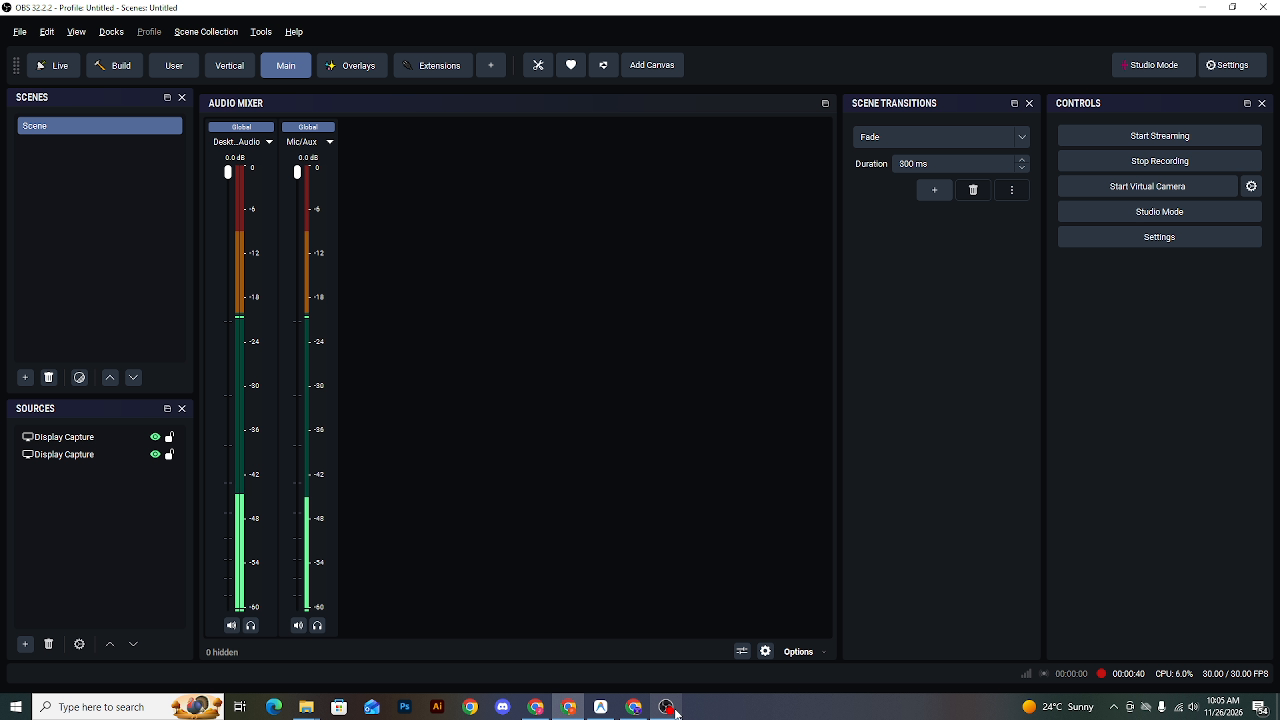 OBS 32.2.2 - Profile: Untitled - Scenes: Untitled
File Edit View Docks Profile Scene Collection Tools Help
Live Build User Vertical Main Overlays Extensions + Add Canvas Studio Mode Settings
SCENES
Scene
SOURCES
Display Capture
Display Capture
AUDIO MIXER
Global Global
Deskt...Audio Mic/Aux
0.0 dB 0.0 dB
0 0
-6 -6
-12 -12
-18 -18
-24 -24
-30 -30
-36 -36
-42 -42
-48 -48
-54 -54
-60 -60
0 hidden
Options
SCENE TRANSITIONS
Fade
Duration 300 ms
CONTROLS
Start Streaming
Stop Recording
Start Virtual Camera
Studio Mode
Settings
00:00:00 00:00:40 CPU: 6.0% 30.00 / 30.00 FPS
Type here to search
Ps Ai
24°C Sunny
10:05 AM
11/26/2026